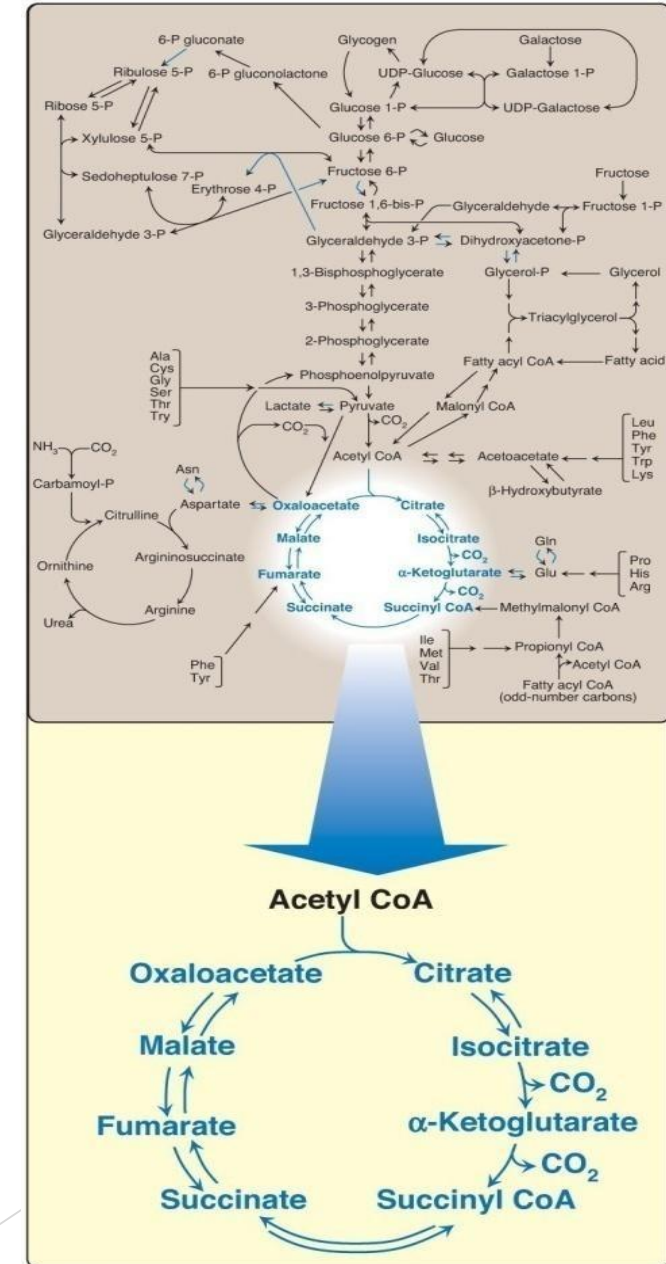 6-P gluconate
Glycogen
Galactose
Ribulose 5-P
6-P gluconolactone
UDP-Glucose
Galactose 1-P
Ribose 5-P
Glucose 1-P
UDP-Galactose
Xylulose 5-P
Glucose 6-P
Glucose
Sedoheptulose 7-P
Fructose 6-P
Erythrose 4-P
Fructose
Fructose 1,6-bis-P
Glyceraldehyde
Fructose 1-P
Glyceraldehyde 3-P
Glyceraldehyde 3-P
Dihydroxyacetone-P
1,3-Bisphosphoglycerate
Glycerol-P
Glycerol
3-Phosphoglycerate
Triacylglycerol
2-Phosphoglycerate
Ala
Cys
Gly
Ser
Thr
Try
Phosphoenolpyruvate
Fatty acyl CoA
Fatty acid
Lactate
Pyruvate
CO2
Malonyl CoA
CO2
Leu
Phe
Tyr
Trp
Lys
NH3
CO2
Acetyl CoA
Acetoacetate
Carbamoyl-P
Asn
β-Hydroxybutyrate
Citrulline
Aspartate
Oxaloacetate
Citrate
Malate
Isocitrate
Gln
Ornithine
Argininosuccinate
CO2
Fumarate
α-Ketoglutarate
Glu
Pro
His
Arg
CO2
Arginine
Succinate
Succinyl CoA
Methylmalonyl CoA
Urea
Phe
Tyr
Ile
Met
Val
Thr
Propionyl CoA
Acetyl CoA
Fatty acyl CoA
(odd-number carbons)
Acetyl CoA
Oxaloacetate
Citrate
Malate
Isocitrate
CO2
Fumarate
α-Ketoglutarate
CO2
Succinate
Succinyl CoA